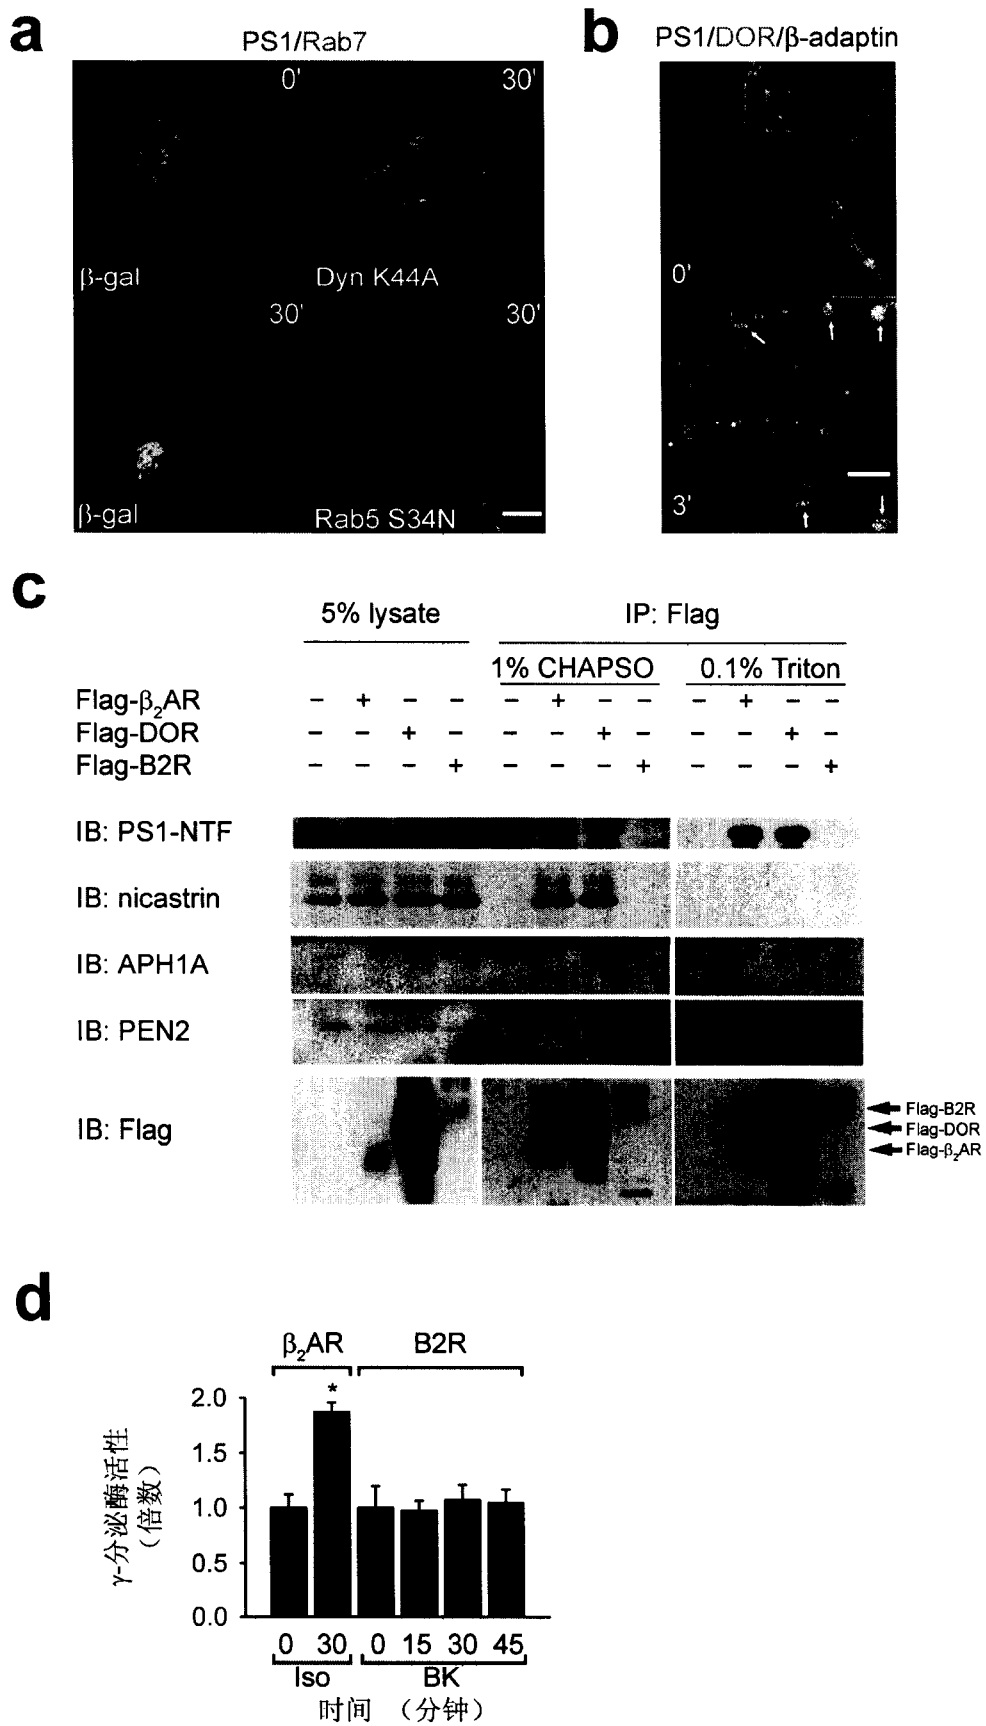 a
PS1/Rab7
0' 30'
β-gal Dyn K44A
30' 30'
β-gal Rab5 S34N
b
PS1/DOR/β-adaptin
0'
3'
c
5% lysate IP: Flag
1% CHAPSO 0.1% Triton
Flag-β₂AR − + − − − + − − − + − −
Flag-DOR − − + − − − + − − − + −
Flag-B2R − − − + − − − + − − − +
IB: PS1-NTF
IB: nicastrin
IB: APH1A
IB: PEN2
IB: Flag
Flag-B2R
Flag-DOR
Flag-β₂AR
d
β₂AR B2R
*
2.0
1.5
1.0
0.5
0.0
γ-分泌酶活性
（倍数）
0 30 0 15 30 45
Iso BK
时间 （分钟）